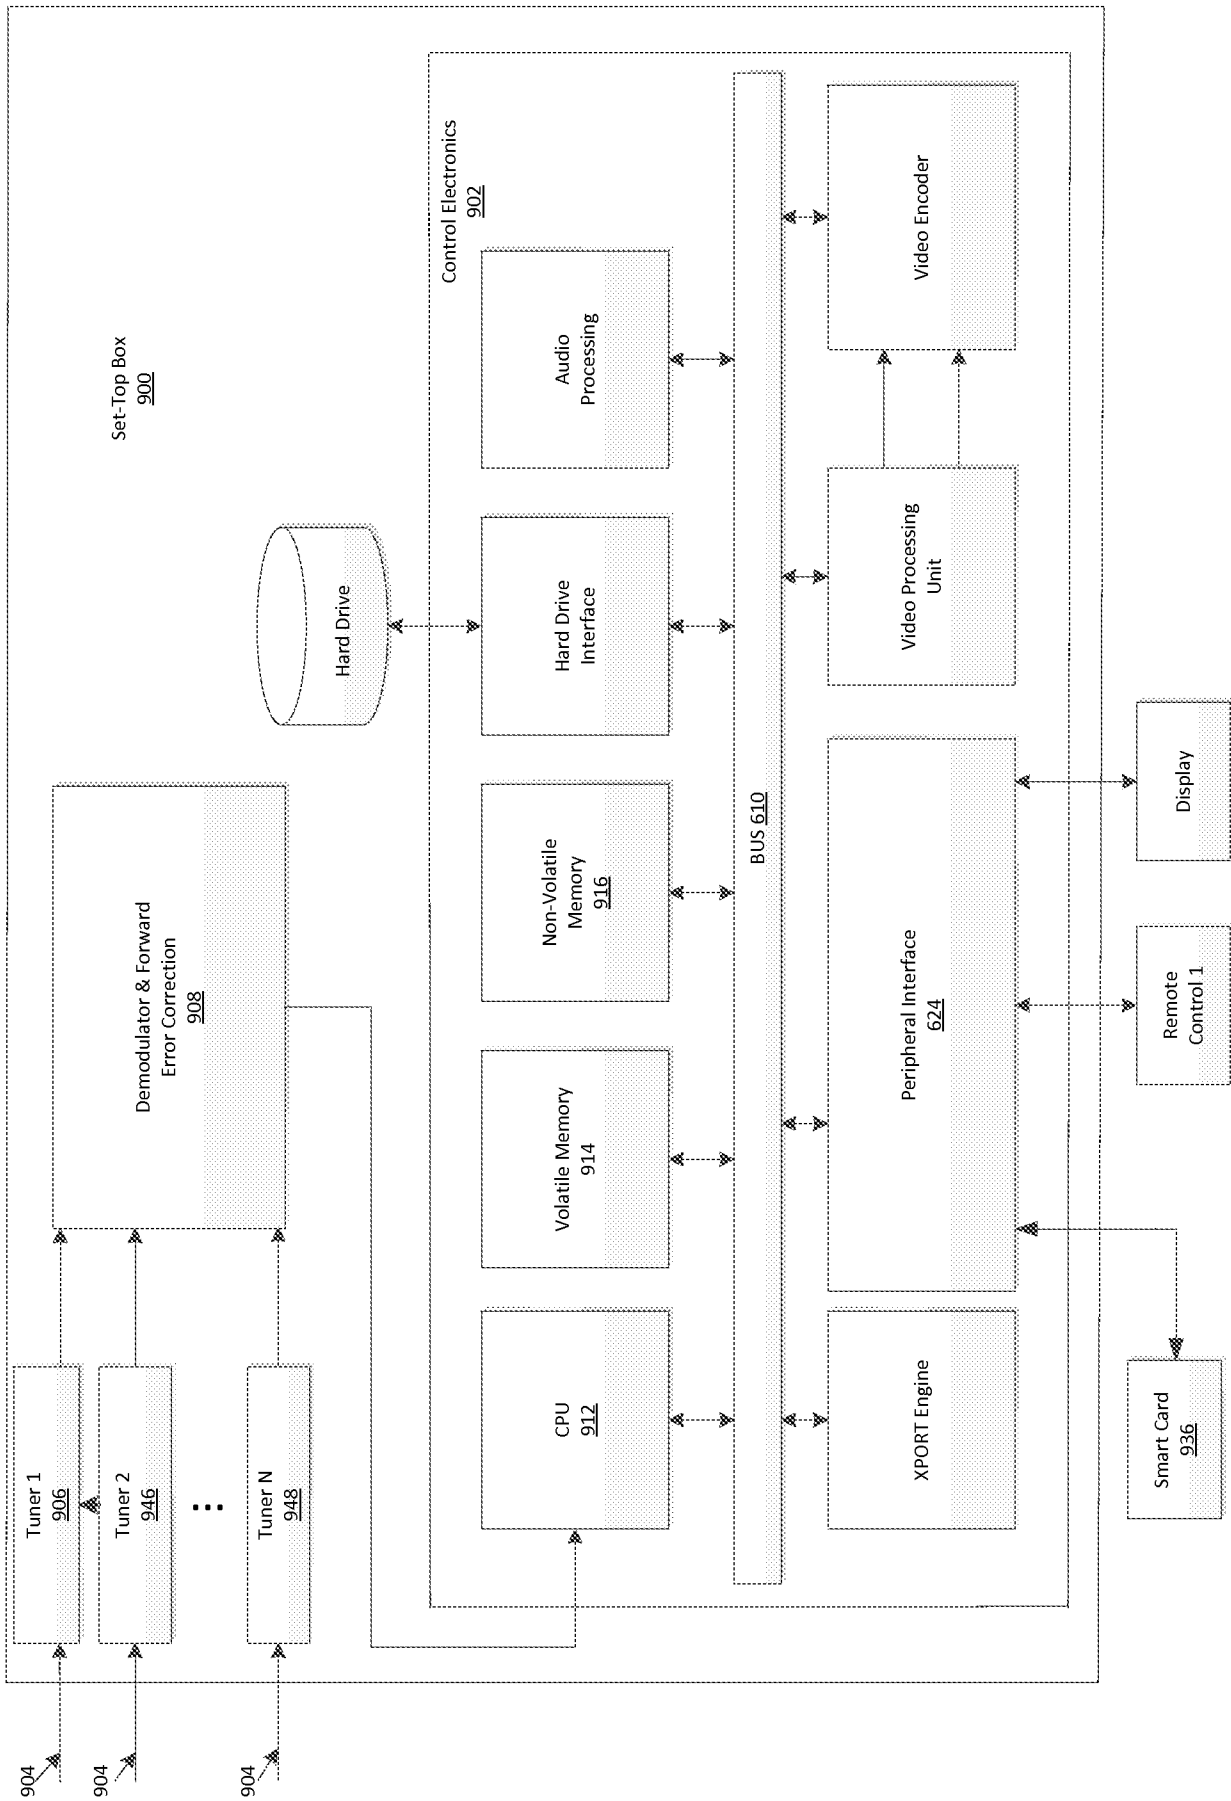 Set-Top Box
900
904
904
904
Tuner 1
906
Tuner 2
946
Tuner N
948
Demodulator & Forward
Error Correction
908
Hard Drive
Control Electronics
902
CPU
912
Volatile Memory
914
Non-Volatile
Memory
916
Hard Drive
Interface
Audio
Processing
BUS 610
XPORT Engine
Peripheral Interface
624
Video Processing
Unit
Video Encoder
Smart Card
936
Remote
Control 1
Display